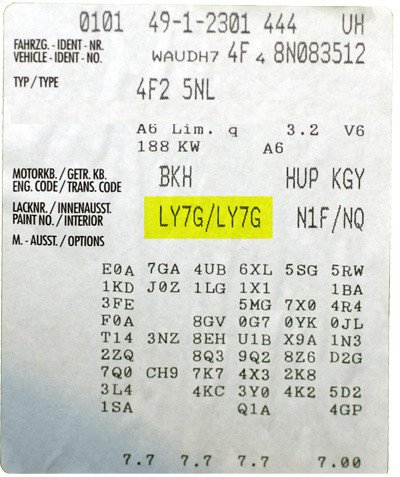 0101 49-1-2301 444 UH
FAHRZG. - IDENT - NR.
VEHICLE - IDENT - NO. WAUDH7 4F 4 8N083512
TYP / TYPE 4F2 5NL
A6 Lim. q 3.2 V6
188 KW A6
MOTORKB. / GETR. KB.
ENG. CODE / TRANS. CODE BKH HUP KGY
LACKNR. / INNENAUSST.
PAINT NO. / INTERIOR LY7G/LY7G N1F/NQ
M. - AUSST. / OPTIONS
E0A 7GA 4UB 6XL 5SG 5RW
1KD J0Z 1LG 1X1 1BA
3FE 5MG 7X0 4R4
F0A 8GV 0G7 0YK 0JL
T14 3NZ 8EH U1B X9A 1N3
2ZQ 8Q3 9Q2 8Z6 D2G
7Q0 CH9 7K7 4X3 2K8
3L4 4KC 3Y0 4K2 5D2
1SA Q1A 4GP
7.7 7.7 7.7 7.7 7.00